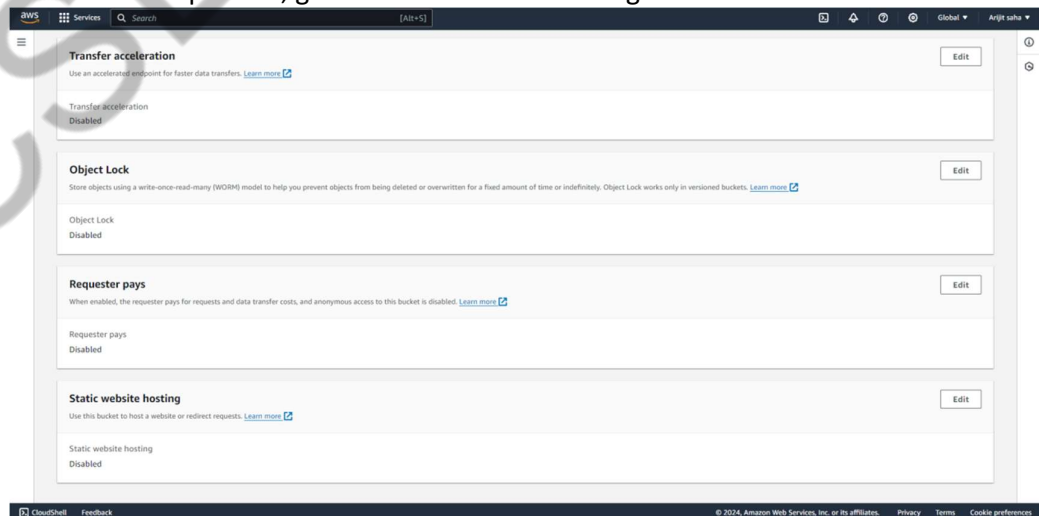 aws Services Search [Alt+S] Global Arijit saha
Transfer acceleration Edit
Use an accelerated endpoint for faster data transfers. Learn more
Transfer acceleration
Disabled
Object Lock Edit
Store objects using a write-once-read-many (WORM) model to help you prevent objects from being deleted or overwritten for a fixed amount of time or indefinitely. Object Lock works only in versioned buckets. Learn more
Object Lock
Disabled
Requester pays Edit
When enabled, the requester pays for requests and data transfer costs, and anonymous access to this bucket is disabled. Learn more
Requester pays
Disabled
Static website hosting Edit
Use this bucket to host a website or redirect requests. Learn more
Static website hosting
Disabled
CloudShell Feedback © 2024, Amazon Web Services, Inc. or its affiliates. Privacy Terms Cookie preferences